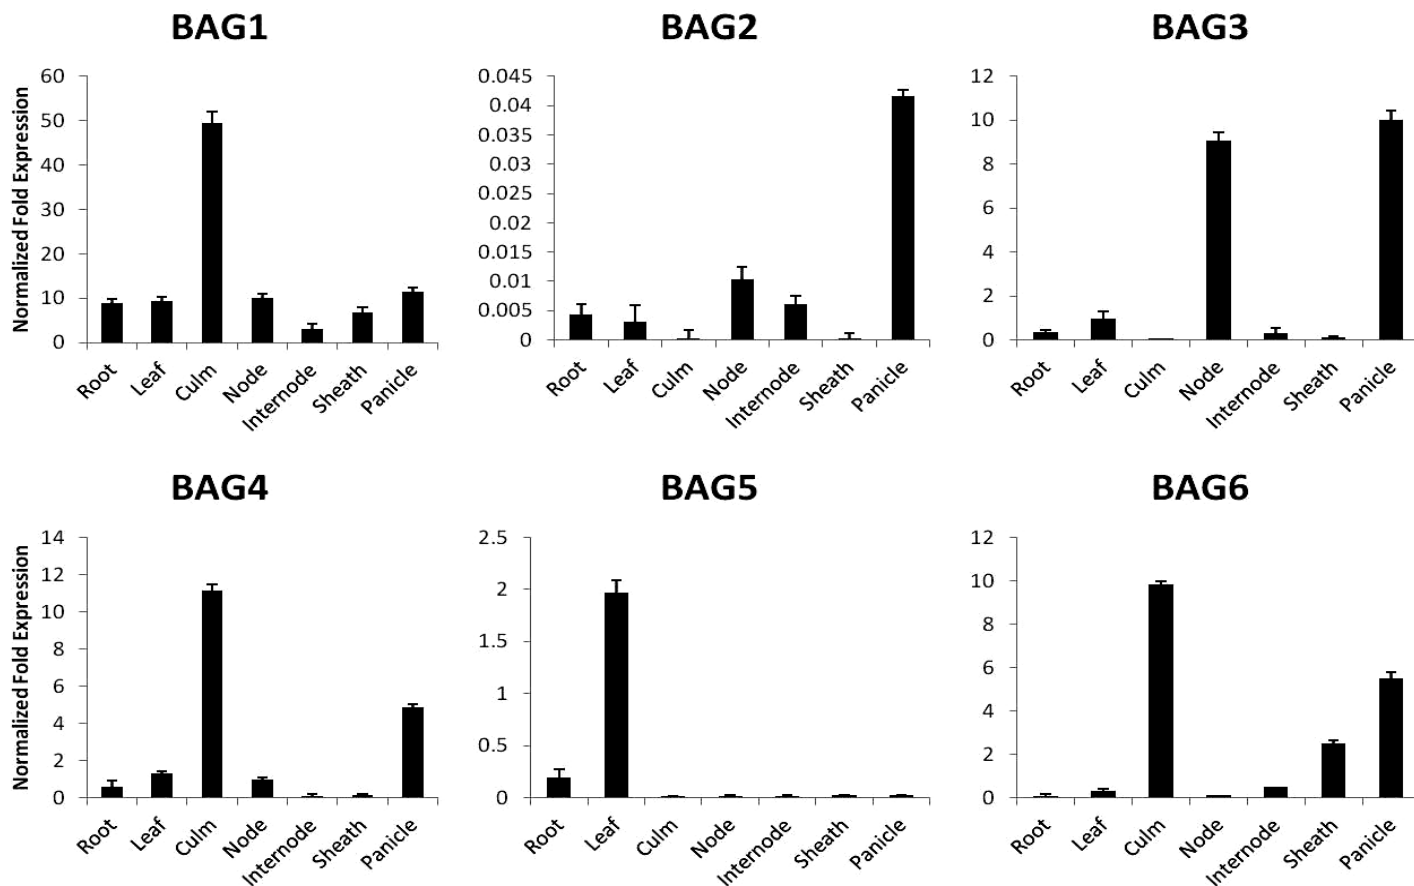 BAG1
BAG2
BAG3
Normalized Fold Expression
60
50
40
30
20
10
0
Root
Leaf
Culm
Node
Internode
Sheath
Panicle
0.045
0.04
0.035
0.03
0.025
0.02
0.015
0.01
0.005
0
Root
Leaf
Culm
Node
Internode
Sheath
Panicle
12
10
8
6
4
2
0
Root
Leaf
Culm
Node
Internode
Sheath
Panicle
BAG4
BAG5
BAG6
Normalized Fold Expression
14
12
10
8
6
4
2
0
Root
Leaf
Culm
Node
Internode
Sheath
Panicle
2.5
2
1.5
1
0.5
0
Root
Leaf
Culm
Node
Internode
Sheath
Panicle
12
10
8
6
4
2
0
Root
Leaf
Culm
Node
Internode
Sheath
Panicle